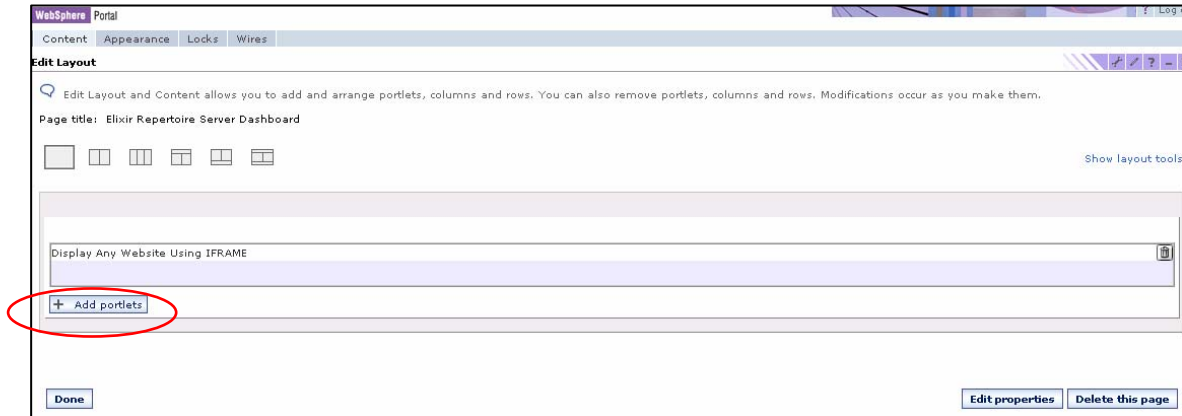 WebSphere Portal ? Log
Content Appearance Locks Wires
Edit Layout ? -
Edit Layout and Content allows you to add and arrange portlets, columns and rows. You can also remove portlets, columns and rows. Modifications occur as you make them.
Page title: Elixir Repertoire Server Dashboard
Show layout tools
Display Any Website Using IFRAME
+ Add portlets
Done Edit properties Delete this page